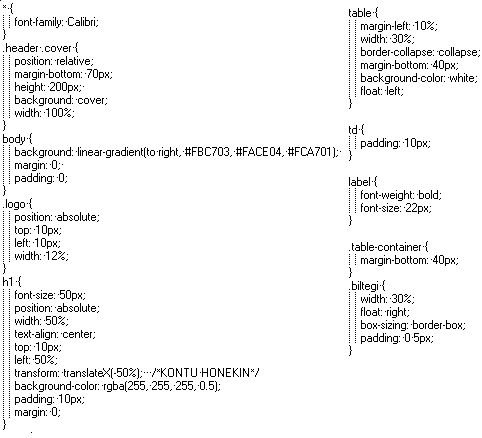 * {
font-family: Calibri;
}
.header .cover {
position: relative;
margin-bottom: 70px;
height: 200px;
background: cover;
width: 100%;
}
body {
background: linear-gradient(to right, #FBC703, #FACE04, #FCA701);
margin: 0;
padding: 0;
}
.logo {
position: absolute;
top: 10px;
left: 10px;
width: 12%;
}
h1 {
font-size: 50px;
position: absolute;
width: 50%;
text-align: center;
top: 10px;
left: 50%;
transform: translateX(-50%); /*KONTU HONEKIN*/
background-color: rgba(255, 255, 255, 0.5);
padding: 10px;
margin: 0;
}
table {
margin-left: 10%;
width: 30%;
border-collapse: collapse;
margin-bottom: 40px;
background-color: white;
float: left;
}
td {
padding: 10px;
}
label {
font-weight: bold;
font-size: 22px;
}
.table-container {
margin-bottom: 40px;
}
.biltegi {
width: 30%;
float: right;
box-sizing: border-box;
padding: 0 5px;
}